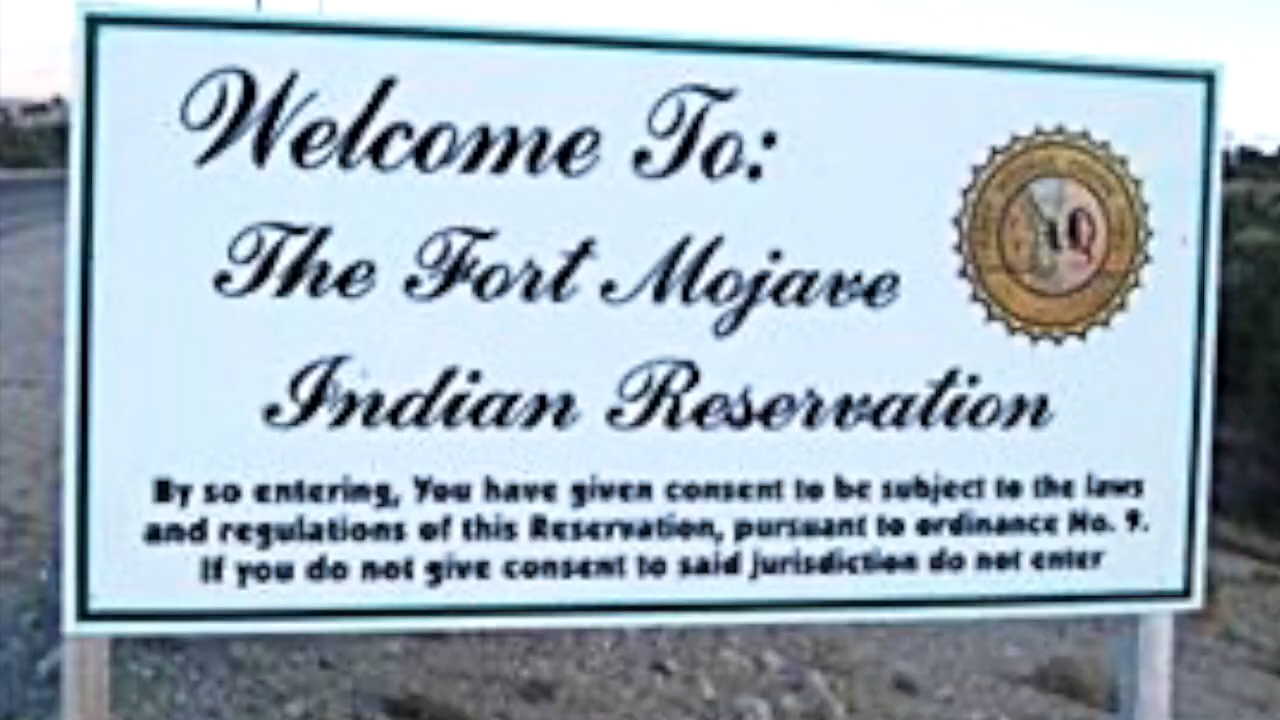 Welcome To:
The Fort Mojave
Indian Reservation
By so entering, You have given consent to be subject to the laws
and regulations of this Reservation, pursuant to ordinance No. 9.
If you do not give consent to said jurisdiction do not enter